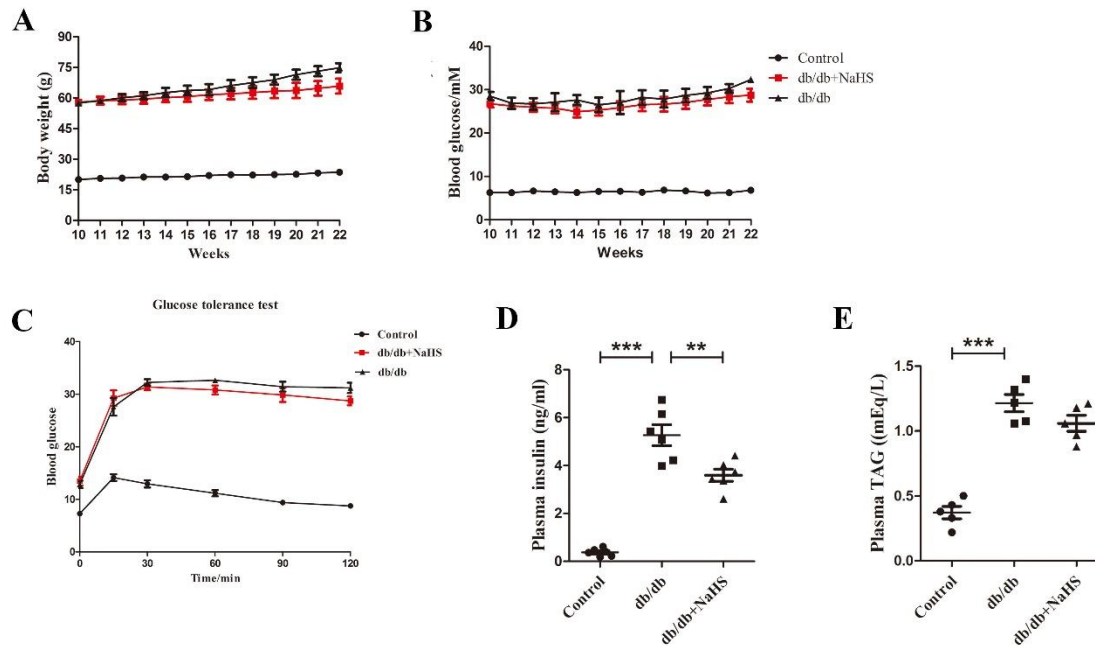 A
Body weight (g)
90
75
60
45
30
15
0
10 11 12 13 14 15 16 17 18 19 20 21 22
Weeks
B
Blood glucose/mM
40
30
20
10
0
10 11 12 13 14 15 16 17 18 19 20 21 22
Weeks
Control
db/db+NaHS
db/db
C
Glucose tolerance test
Blood glucose
40
30
20
10
0
0 30 60 90 120
Time/min
Control
db/db+NaHS
db/db
D
Plasma insulin (ng/ml)
8
6
4
2
0
*** **
Control
db/db
db/db+NaHS
E
Plasma TAG ((mEq/L)
1.5
1.0
0.5
0.0
***
Control
db/db
db/db+NaHS